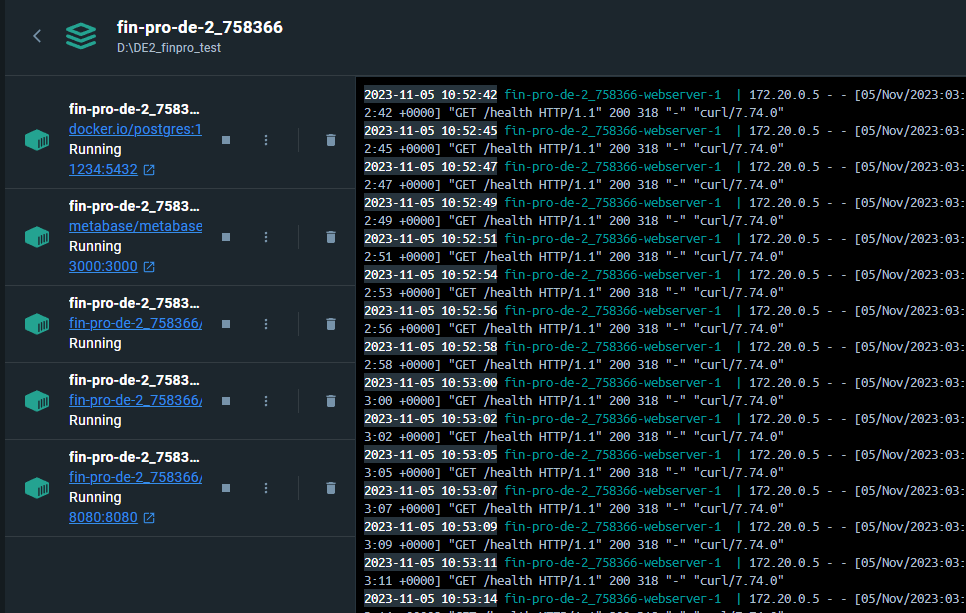 fin-pro-de-2_758366
D:\DE2_finpro_test
fin-pro-de-2_7583...
docker.io/postgres:1
Running
1234:5432
fin-pro-de-2_7583...
metabase/metabase
Running
3000:3000
fin-pro-de-2_7583...
fin-pro-de-2_758366/
Running
fin-pro-de-2_7583...
fin-pro-de-2_758366/
Running
fin-pro-de-2_7583...
fin-pro-de-2_758366/
Running
8080:8080
2023-11-05 10:52:42 fin-pro-de-2_758366-webserver-1 | 172.20.0.5 - - [05/Nov/2023:03:
2:42 +0000] "GET /health HTTP/1.1" 200 318 "-" "curl/7.74.0"
2023-11-05 10:52:45 fin-pro-de-2_758366-webserver-1 | 172.20.0.5 - - [05/Nov/2023:03:
2:45 +0000] "GET /health HTTP/1.1" 200 318 "-" "curl/7.74.0"
2023-11-05 10:52:47 fin-pro-de-2_758366-webserver-1 | 172.20.0.5 - - [05/Nov/2023:03:
2:47 +0000] "GET /health HTTP/1.1" 200 318 "-" "curl/7.74.0"
2023-11-05 10:52:49 fin-pro-de-2_758366-webserver-1 | 172.20.0.5 - - [05/Nov/2023:03:
2:49 +0000] "GET /health HTTP/1.1" 200 318 "-" "curl/7.74.0"
2023-11-05 10:52:51 fin-pro-de-2_758366-webserver-1 | 172.20.0.5 - - [05/Nov/2023:03:
2:51 +0000] "GET /health HTTP/1.1" 200 318 "-" "curl/7.74.0"
2023-11-05 10:52:54 fin-pro-de-2_758366-webserver-1 | 172.20.0.5 - - [05/Nov/2023:03:
2:53 +0000] "GET /health HTTP/1.1" 200 318 "-" "curl/7.74.0"
2023-11-05 10:52:56 fin-pro-de-2_758366-webserver-1 | 172.20.0.5 - - [05/Nov/2023:03:
2:56 +0000] "GET /health HTTP/1.1" 200 318 "-" "curl/7.74.0"
2023-11-05 10:52:58 fin-pro-de-2_758366-webserver-1 | 172.20.0.5 - - [05/Nov/2023:03:
2:58 +0000] "GET /health HTTP/1.1" 200 318 "-" "curl/7.74.0"
2023-11-05 10:53:00 fin-pro-de-2_758366-webserver-1 | 172.20.0.5 - - [05/Nov/2023:03:
3:00 +0000] "GET /health HTTP/1.1" 200 318 "-" "curl/7.74.0"
2023-11-05 10:53:02 fin-pro-de-2_758366-webserver-1 | 172.20.0.5 - - [05/Nov/2023:03:
3:02 +0000] "GET /health HTTP/1.1" 200 318 "-" "curl/7.74.0"
2023-11-05 10:53:05 fin-pro-de-2_758366-webserver-1 | 172.20.0.5 - - [05/Nov/2023:03:
3:05 +0000] "GET /health HTTP/1.1" 200 318 "-" "curl/7.74.0"
2023-11-05 10:53:07 fin-pro-de-2_758366-webserver-1 | 172.20.0.5 - - [05/Nov/2023:03:
3:07 +0000] "GET /health HTTP/1.1" 200 318 "-" "curl/7.74.0"
2023-11-05 10:53:09 fin-pro-de-2_758366-webserver-1 | 172.20.0.5 - - [05/Nov/2023:03:
3:09 +0000] "GET /health HTTP/1.1" 200 318 "-" "curl/7.74.0"
2023-11-05 10:53:11 fin-pro-de-2_758366-webserver-1 | 172.20.0.5 - - [05/Nov/2023:03:
3:11 +0000] "GET /health HTTP/1.1" 200 318 "-" "curl/7.74.0"
2023-11-05 10:53:14 fin-pro-de-2_758366-webserver-1 | 172.20.0.5 - - [05/Nov/2023:03: